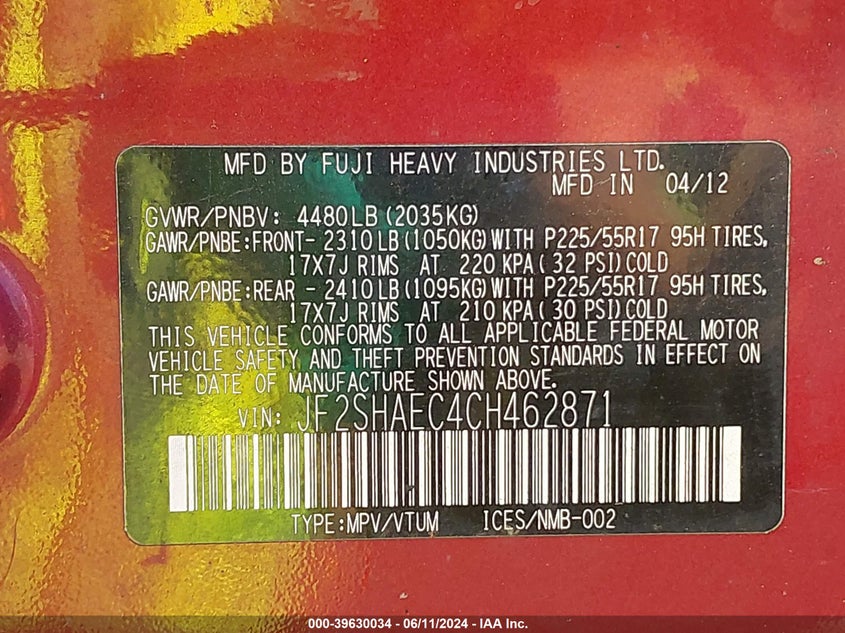 MFD BY FUJI HEAVY INDUSTRIES LTD.
MFD IN 04/12
GVWR/PNBV: 4480LB(2035KG)
GAWR/PNBE:FRONT- 2310LB(1050KG)WITH P225/55R17 95H TIRES,
17X7J RIMS AT 220 KPA(32 PSI)COLD
GAWR/PNBE:REAR - 2410LB(1095KG)WITH P225/55R17 95H TIRES,
17X7J RIMS AT 210 KPA(30 PSI)COLD
THIS VEHICLE CONFORMS TO ALL APPLICABLE FEDERAL MOTOR
VEHICLE SAFETY AND THEFT PREVENTION STANDARDS IN EFFECT ON
THE DATE OF MANUFACTURE SHOWN ABOVE.
VIN: JF2SHAEC4CH462871
TYPE:MPV/VTUM ICES/NMB-002
000-39630034 - 06/11/2024 - IAA Inc.